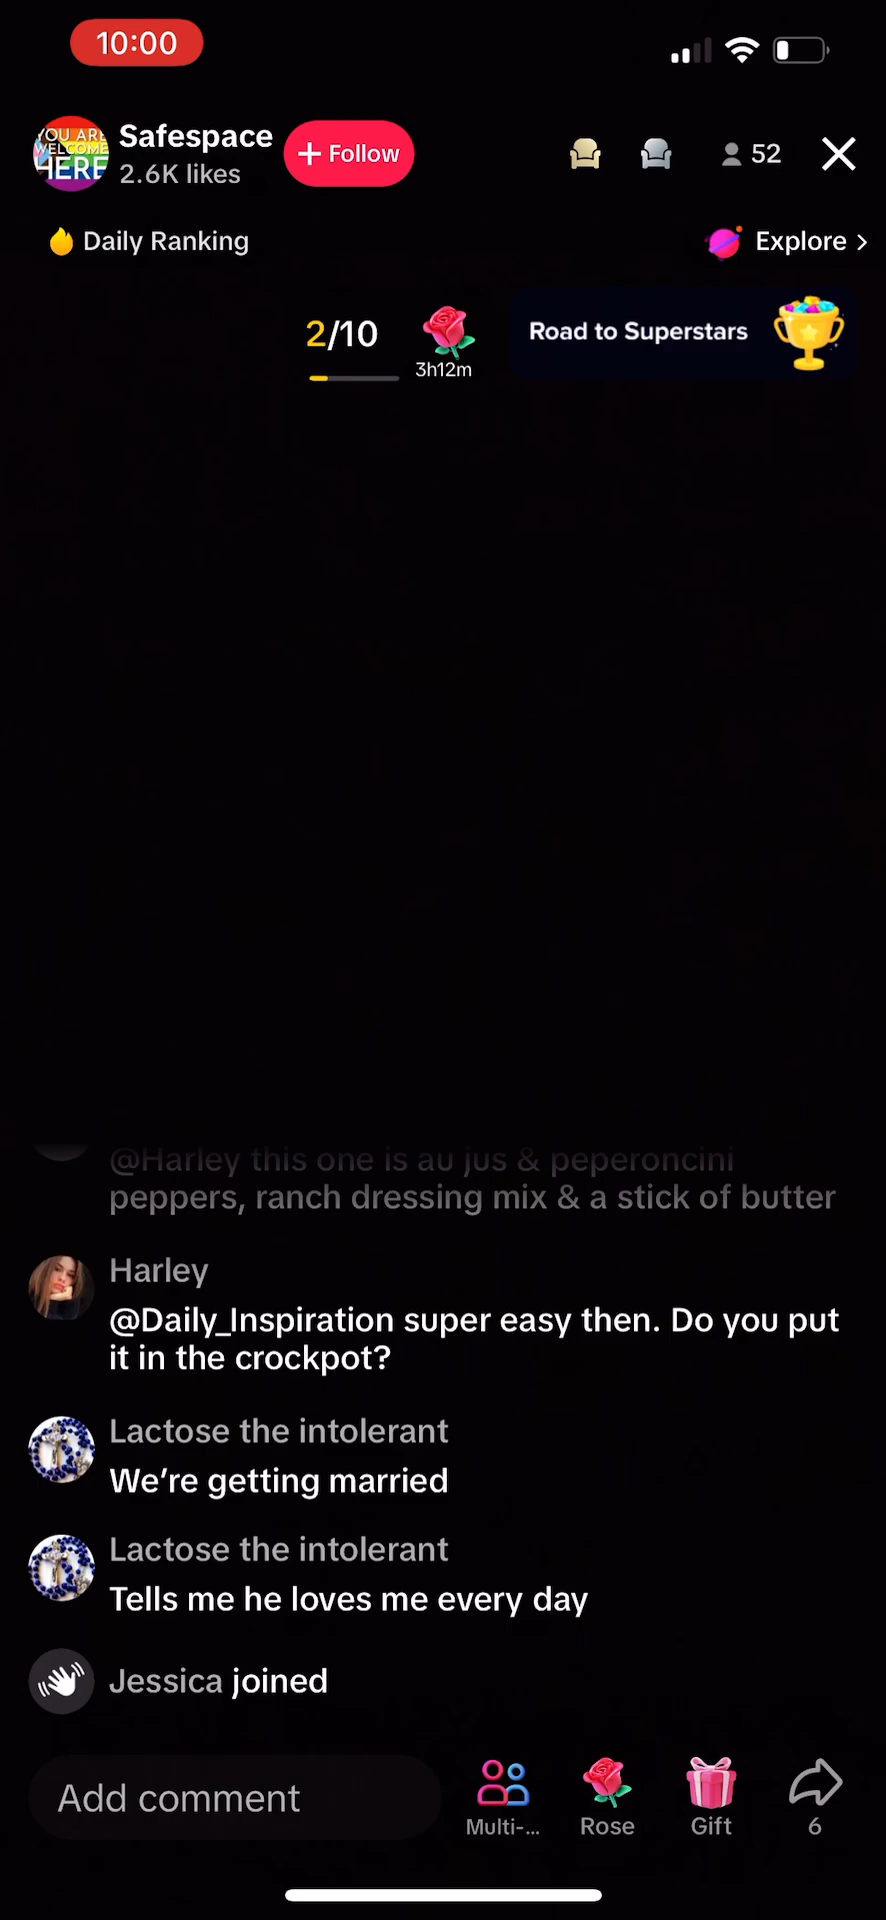 10:00
YOU ARE
WELCOME
HERE
Safespace
2.6K likes
+ Follow
52
Daily Ranking
Explore >
2/10
3h12m
Road to Superstars
@Harley this one is au jus & peperoncini
peppers, ranch dressing mix & a stick of butter
Harley
@Daily_Inspiration super easy then. Do you put
it in the crockpot?
Lactose the intolerant
We're getting married
Lactose the intolerant
Tells me he loves me every day
Jessica joined
Add comment
Multi-...
Rose
Gift
6